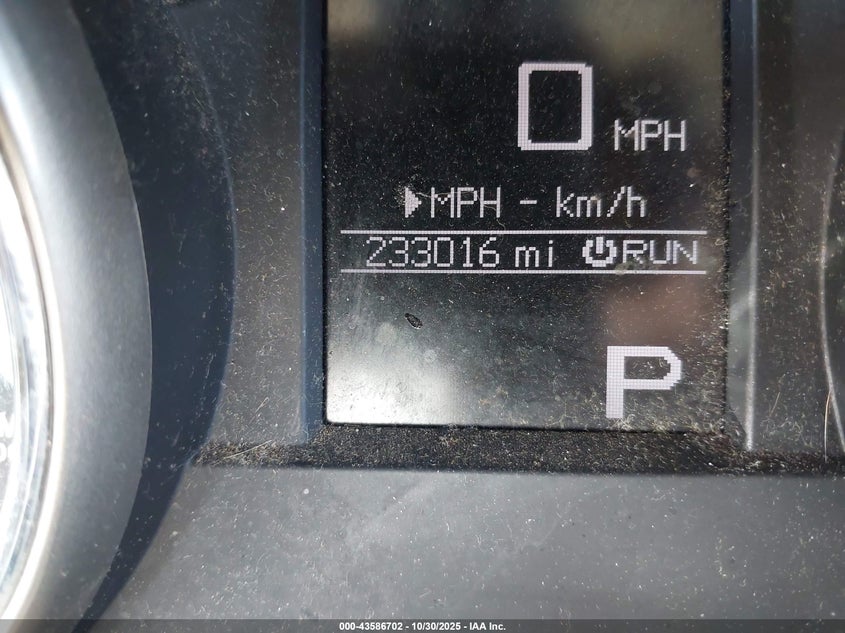 0 MPH
MPH - km/h
233016 mi RUN
P
000-43586702 - 10/30/2025 - IAA Inc.